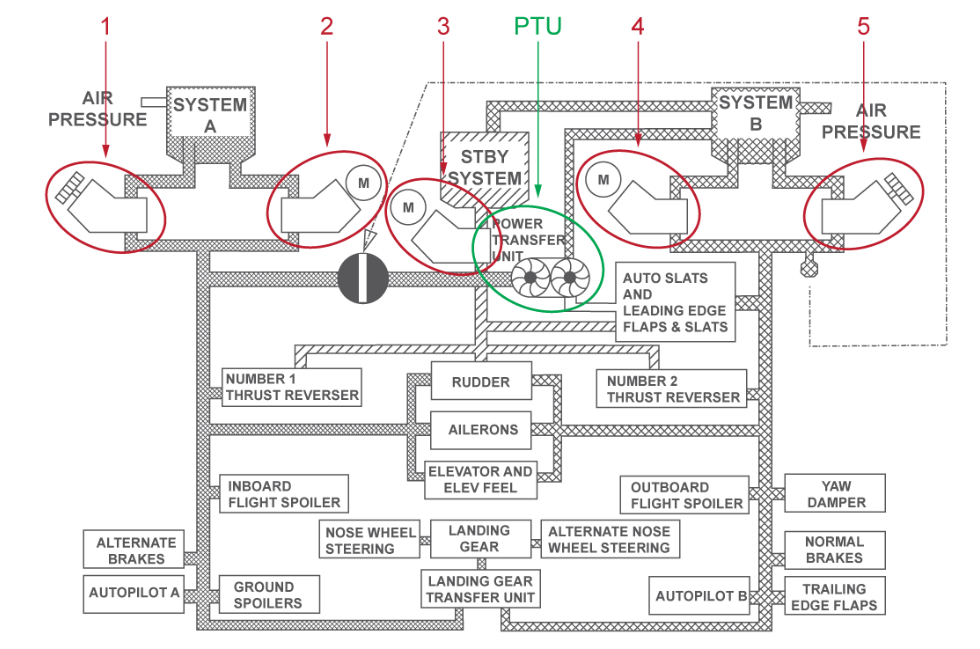 1
2
3
PTU
4
5
AIR
PRESSURE
SYSTEM
A
M
M
STBY
SYSTEM
POWER
TRANSFER
UNIT
M
SYSTEM
B
AIR
PRESSURE
AUTO SLATS
AND
LEADING EDGE
FLAPS & SLATS
NUMBER 1
THRUST REVERSER
RUDDER
NUMBER 2
THRUST REVERSER
AILERONS
ELEVATOR AND
ELEV FEEL
INBOARD
FLIGHT SPOILER
OUTBOARD
FLIGHT SPOILER
YAW
DAMPER
NOSE WHEEL
STEERING
LANDING
GEAR
ALTERNATE NOSE
WHEEL STEERING
ALTERNATE
BRAKES
NORMAL
BRAKES
AUTOPILOT A
GROUND
SPOILERS
LANDING GEAR
TRANSFER UNIT
AUTOPILOT B
TRAILING
EDGE FLAPS